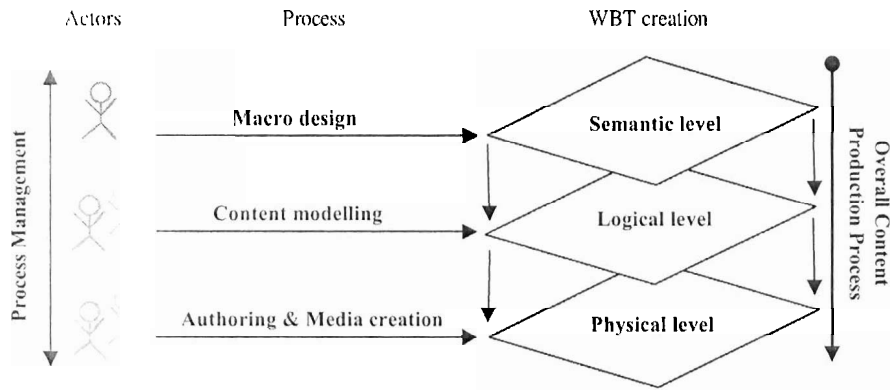 Actors
Process
WBT creation
Process Management
Macro design
Semantic level
Content modelling
Logical level
Authoring & Media creation
Physical level
Overall Content
Production Process